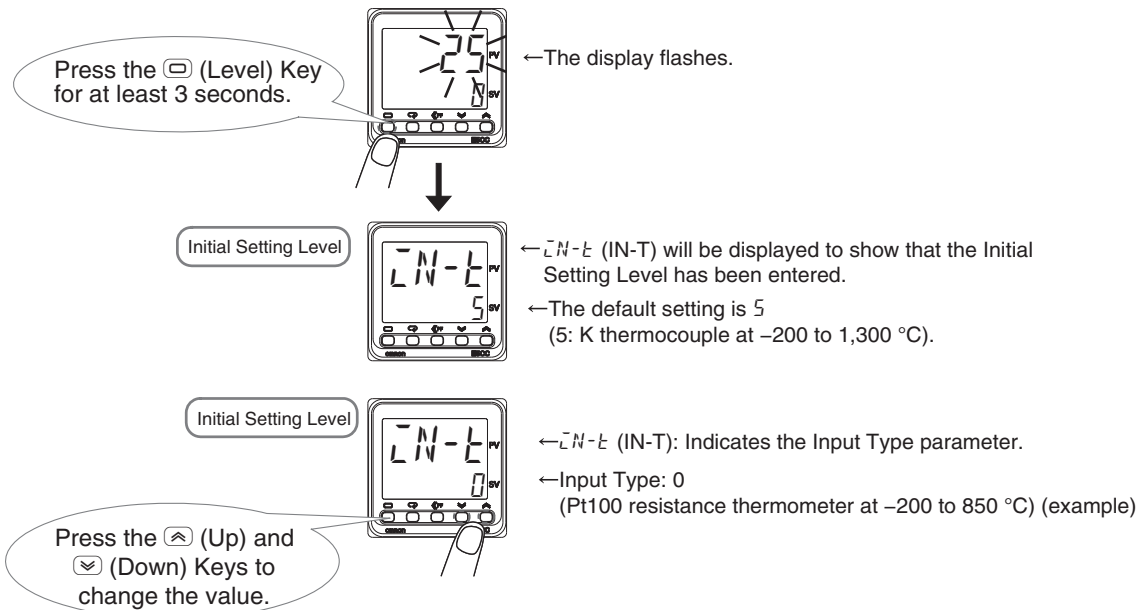 Press the (Level) Key
for at least 3 seconds.
25
PV
0
SV
←The display flashes.
Initial Setting Level
IN-t
PV
5
SV
omron
E5CC
←IN-t (IN-T) will be displayed to show that the Initial
Setting Level has been entered.
←The default setting is 5
(5: K thermocouple at −200 to 1,300 °C).
Initial Setting Level
IN-t
PV
0
SV
omron
←IN-t (IN-T): Indicates the Input Type parameter.
←Input Type: 0
(Pt100 resistance thermometer at −200 to 850 °C) (example)
Press the (Up) and
(Down) Keys to
change the value.